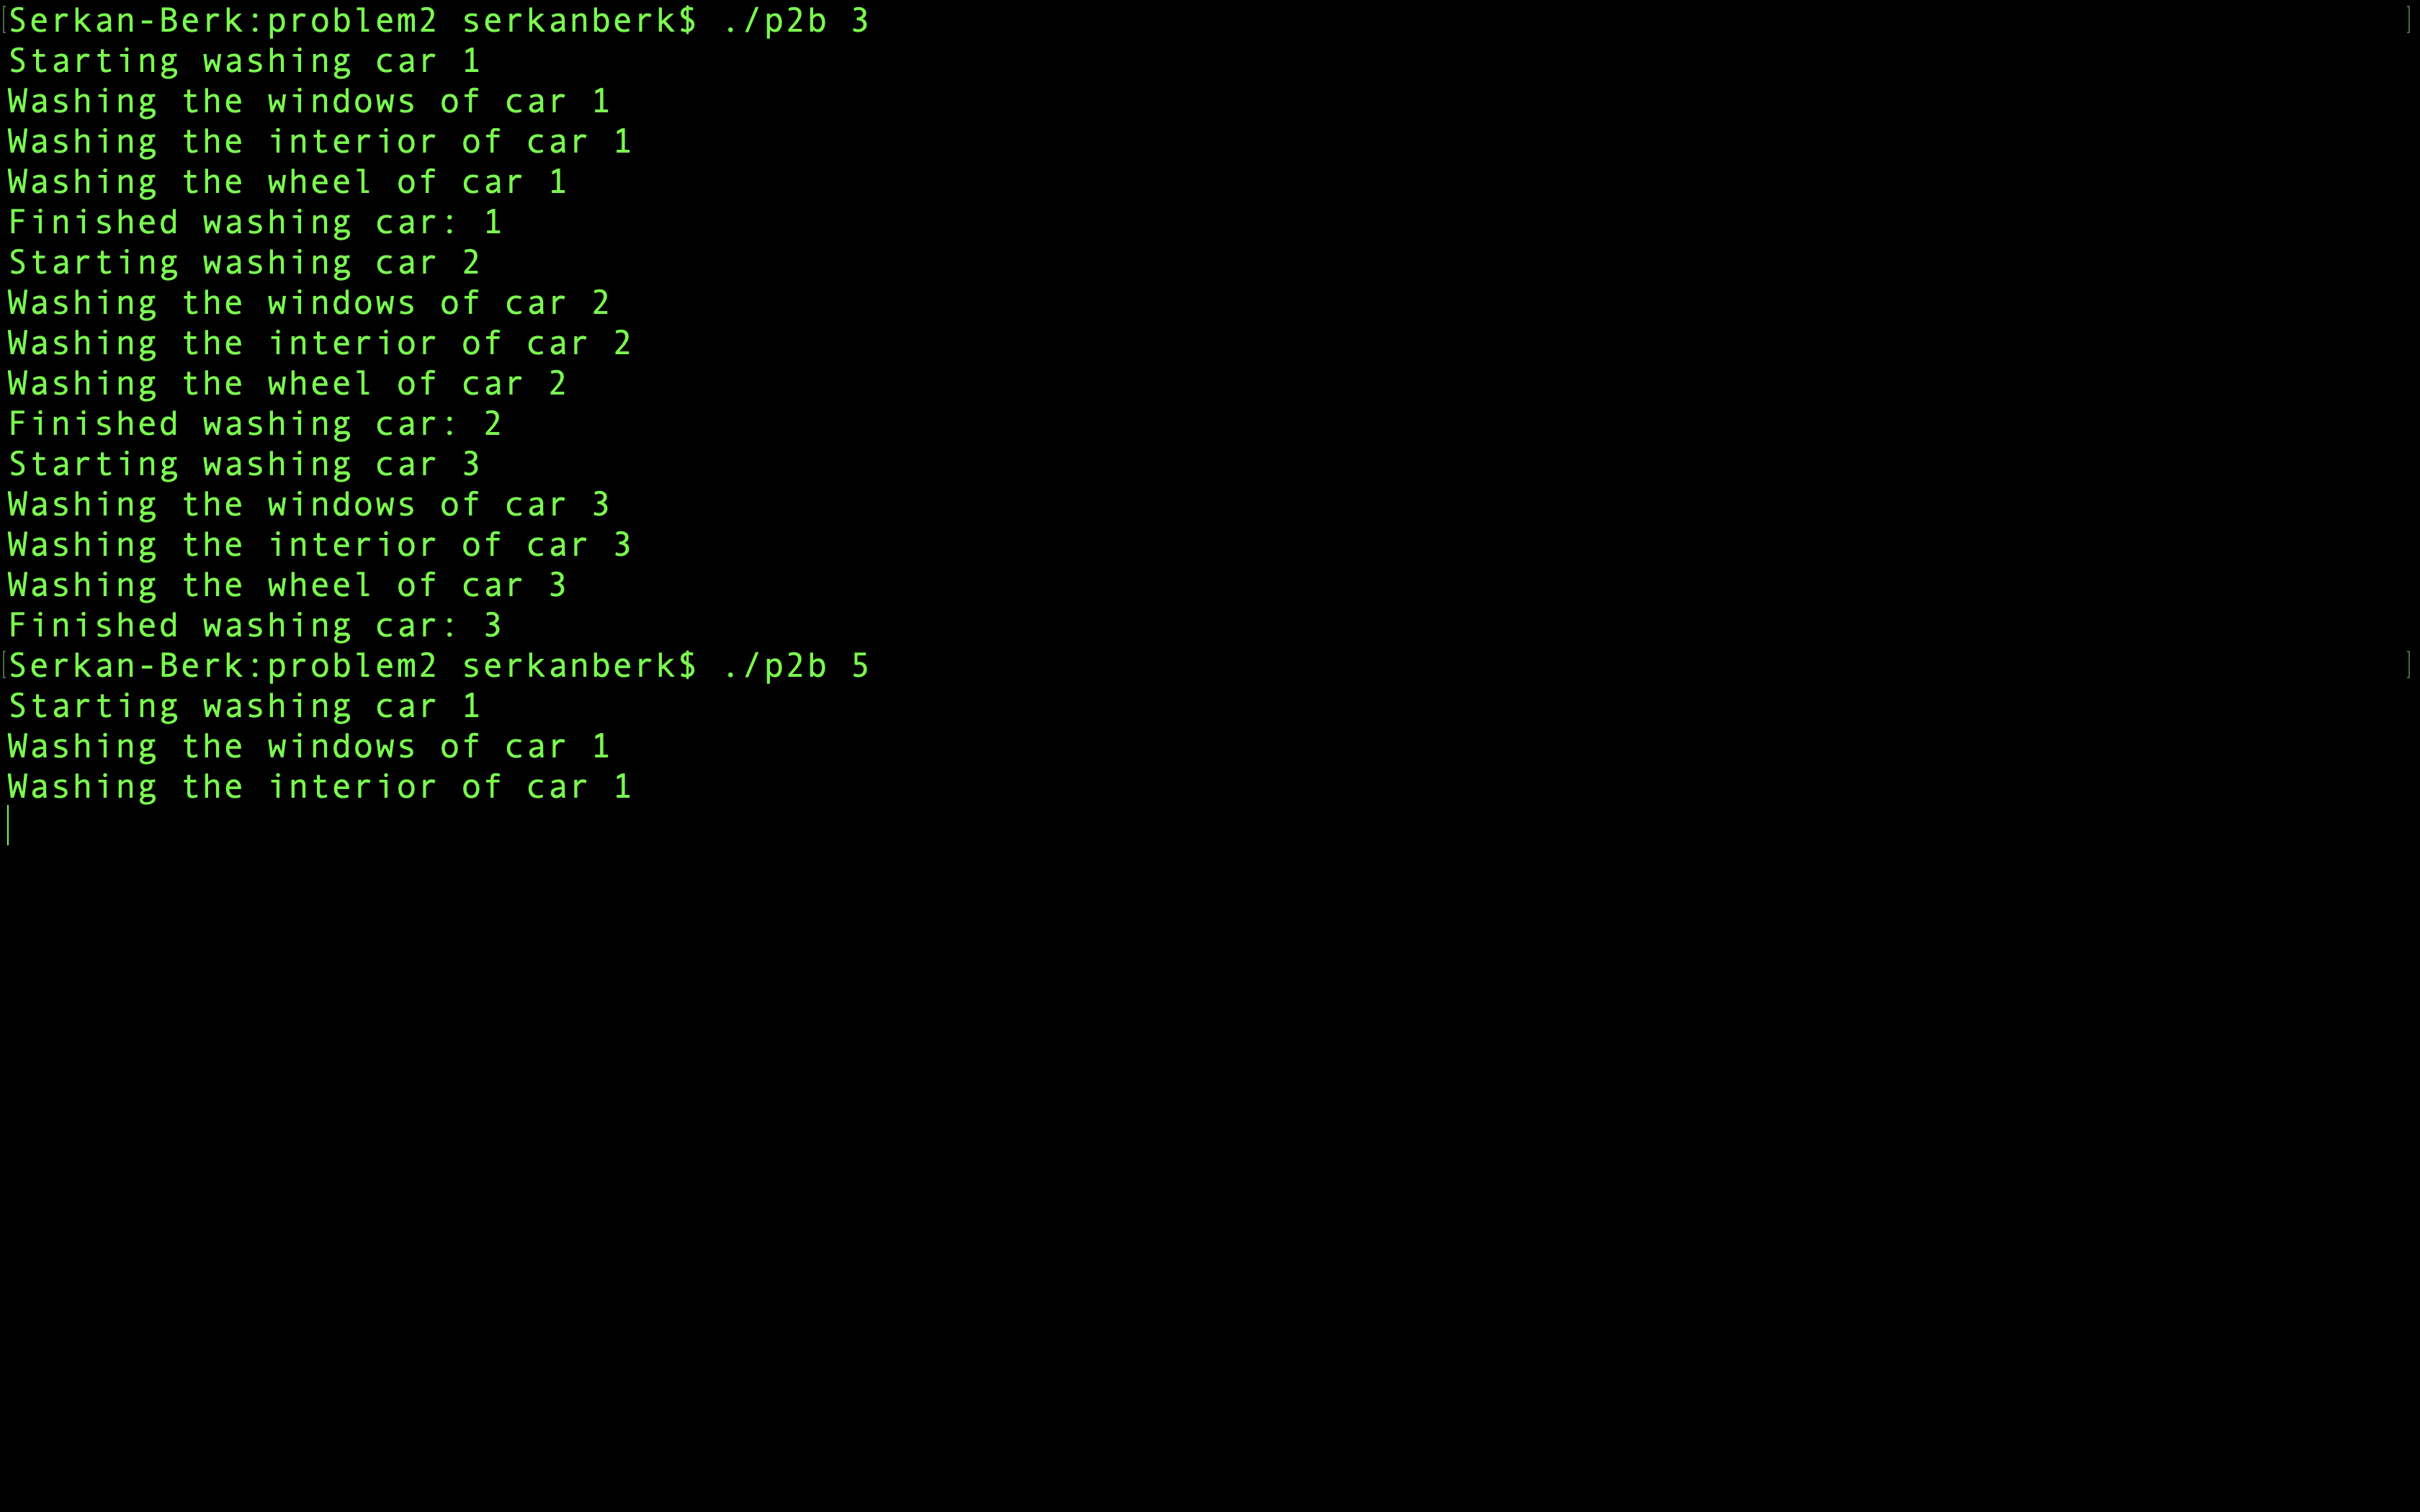 [Serkan-Berk:problem2 serkanberk$ ./p2b 3 ]
Starting washing car 1
Washing the windows of car 1
Washing the interior of car 1
Washing the wheel of car 1
Finished washing car: 1
Starting washing car 2
Washing the windows of car 2
Washing the interior of car 2
Washing the wheel of car 2
Finished washing car: 2
Starting washing car 3
Washing the windows of car 3
Washing the interior of car 3
Washing the wheel of car 3
Finished washing car: 3
[Serkan-Berk:problem2 serkanberk$ ./p2b 5 ]
Starting washing car 1
Washing the windows of car 1
Washing the interior of car 1